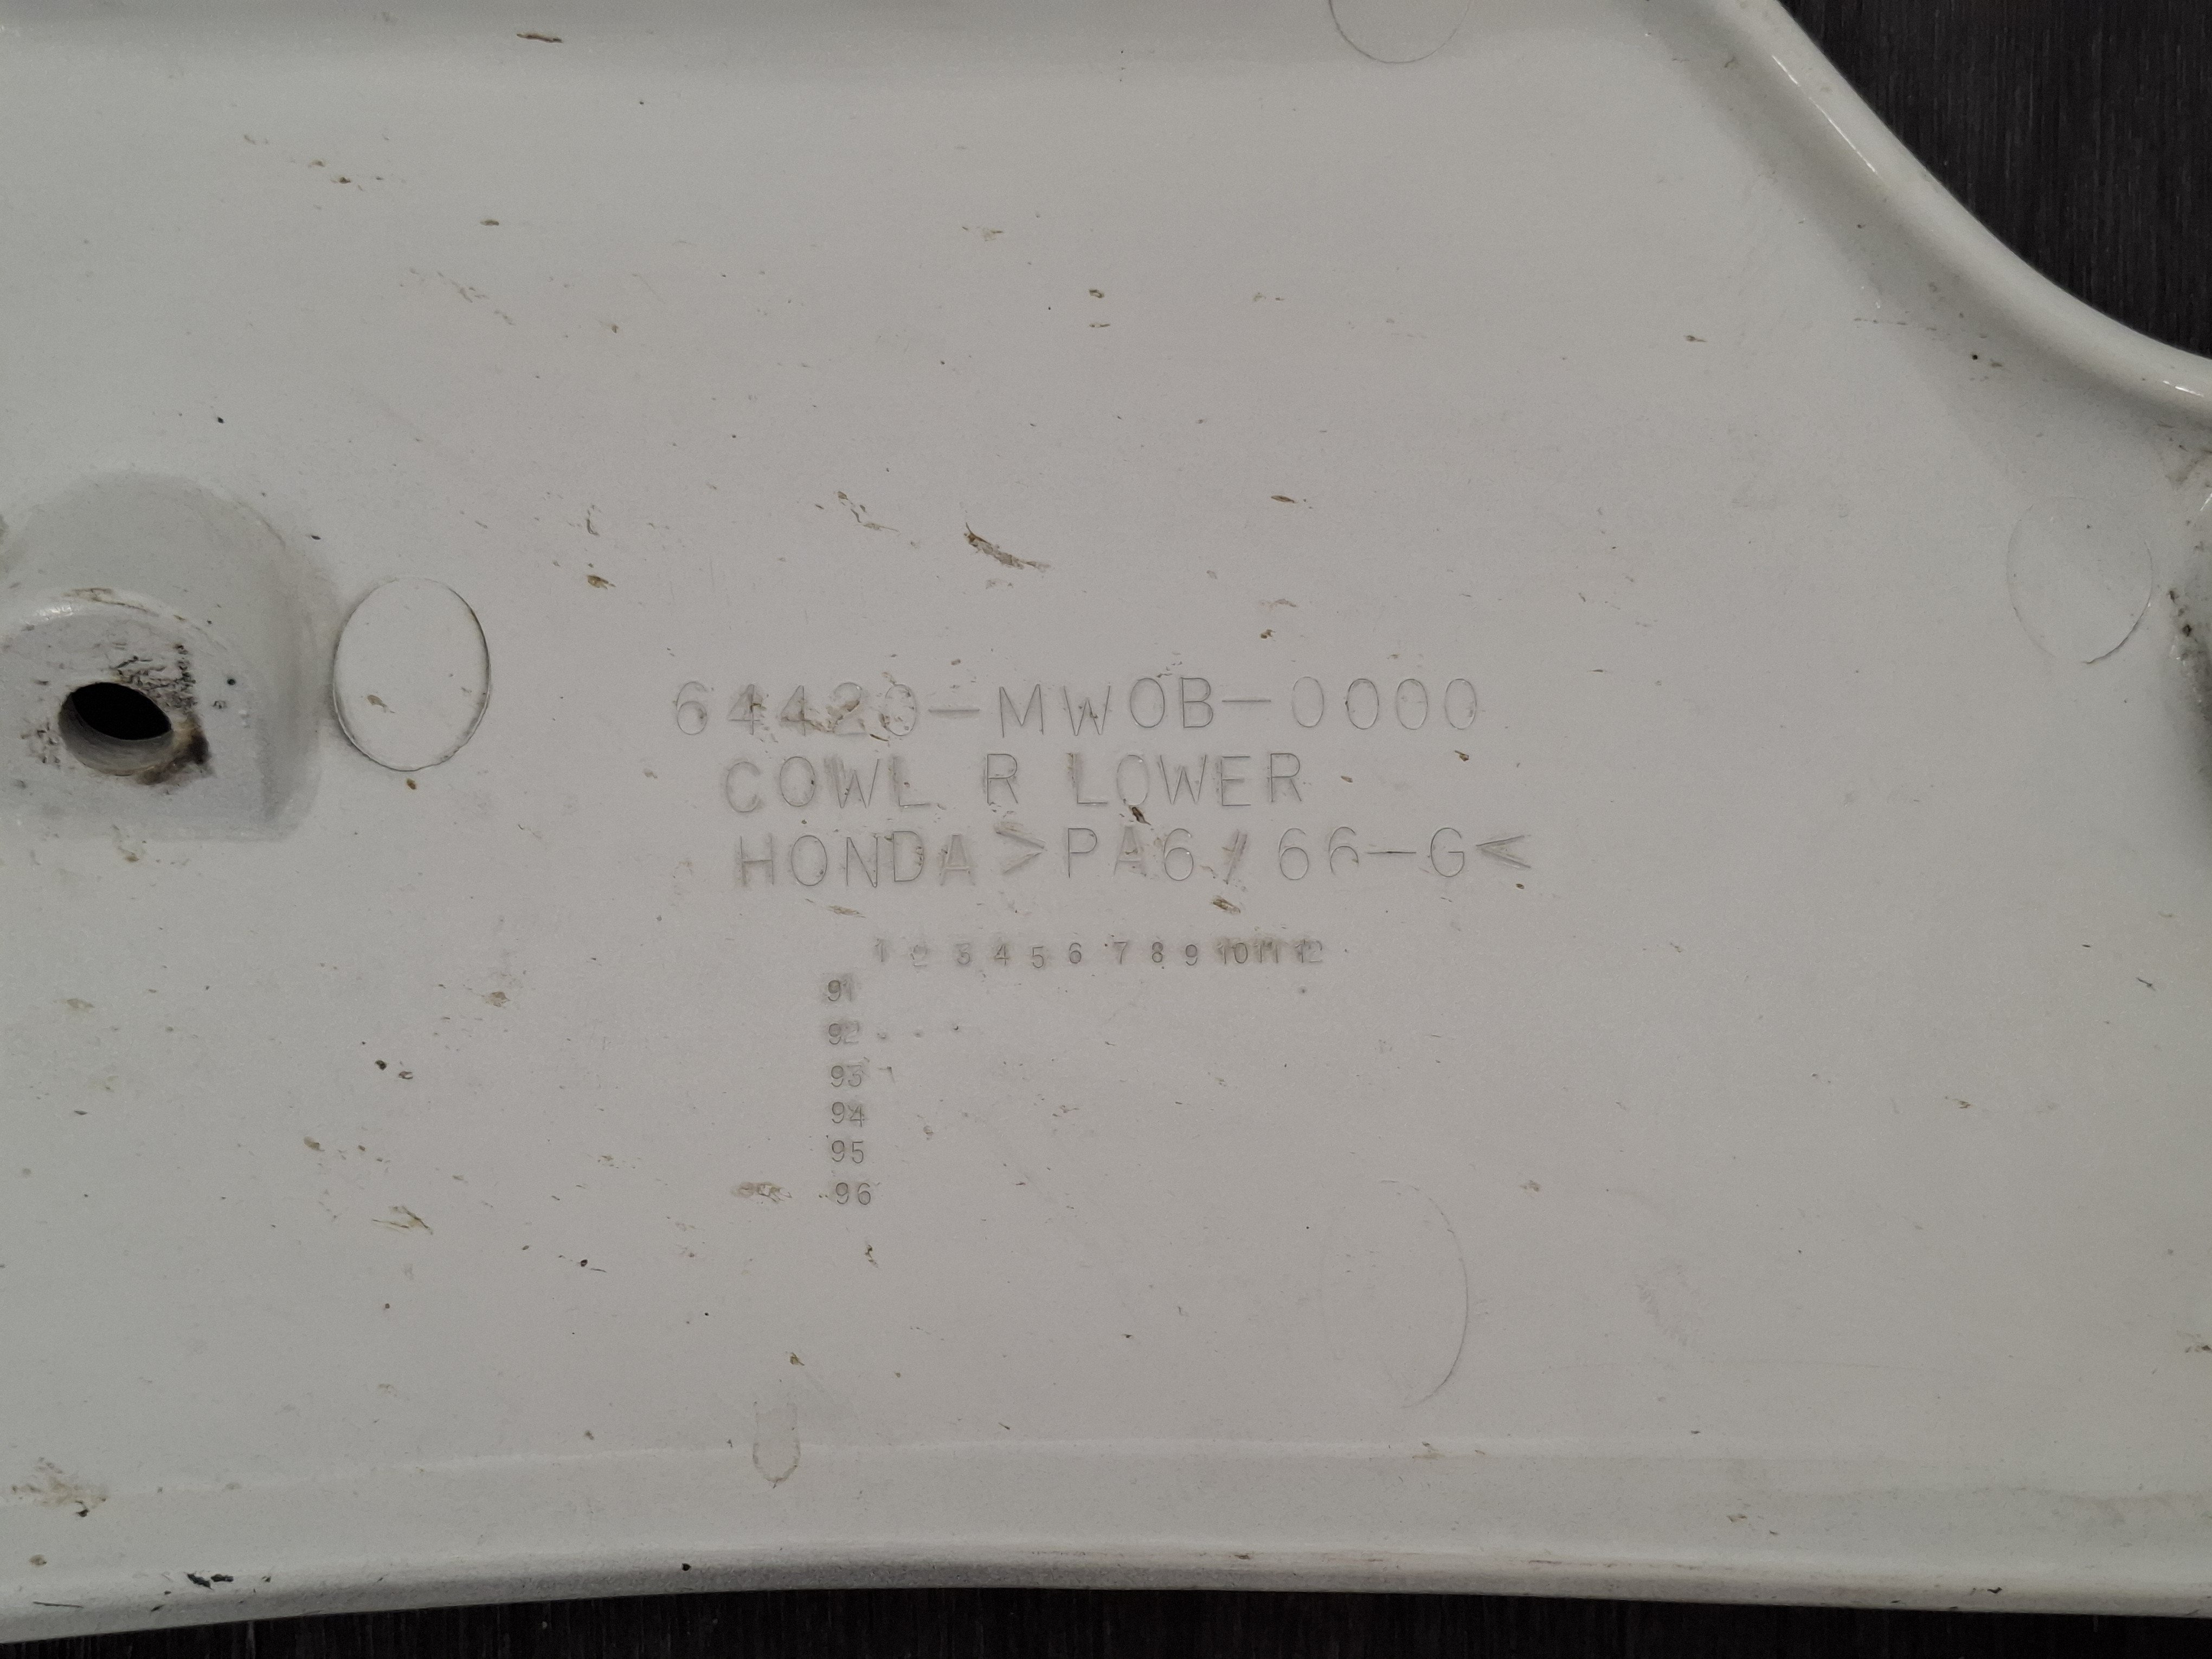 64420-MW0B-0000
COWL R LOWER
HONDA >PA6/66-G<
1 2 3 4 5 6 7 8 9 10 11 12
91
92
93
94
95
96